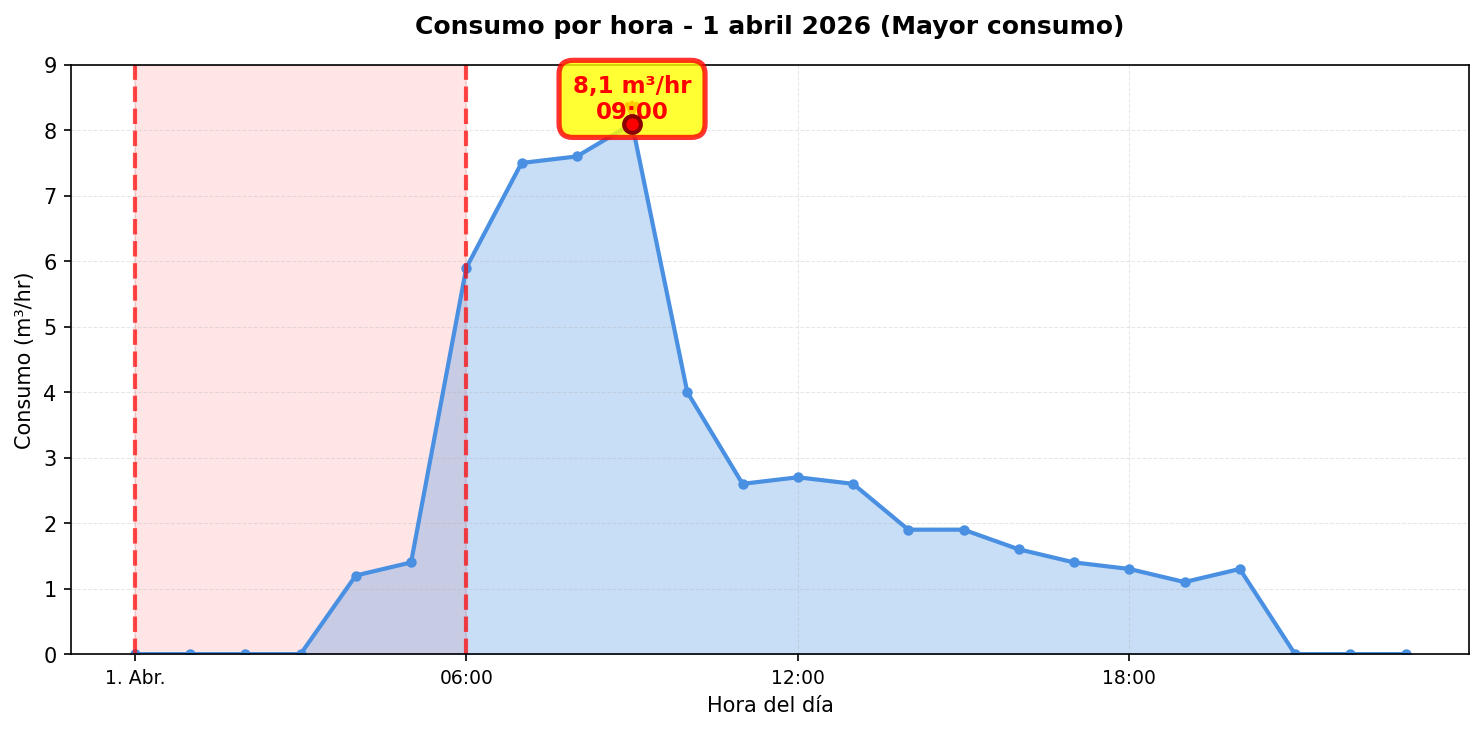 Consumo por hora - 1 abril 2026 (Mayor consumo)
8,1 m³/hr
09:00
Consumo (m³/hr)
9
8
7
6
5
4
3
2
1
0
1. Abr.
06:00
12:00
18:00
Hora del día